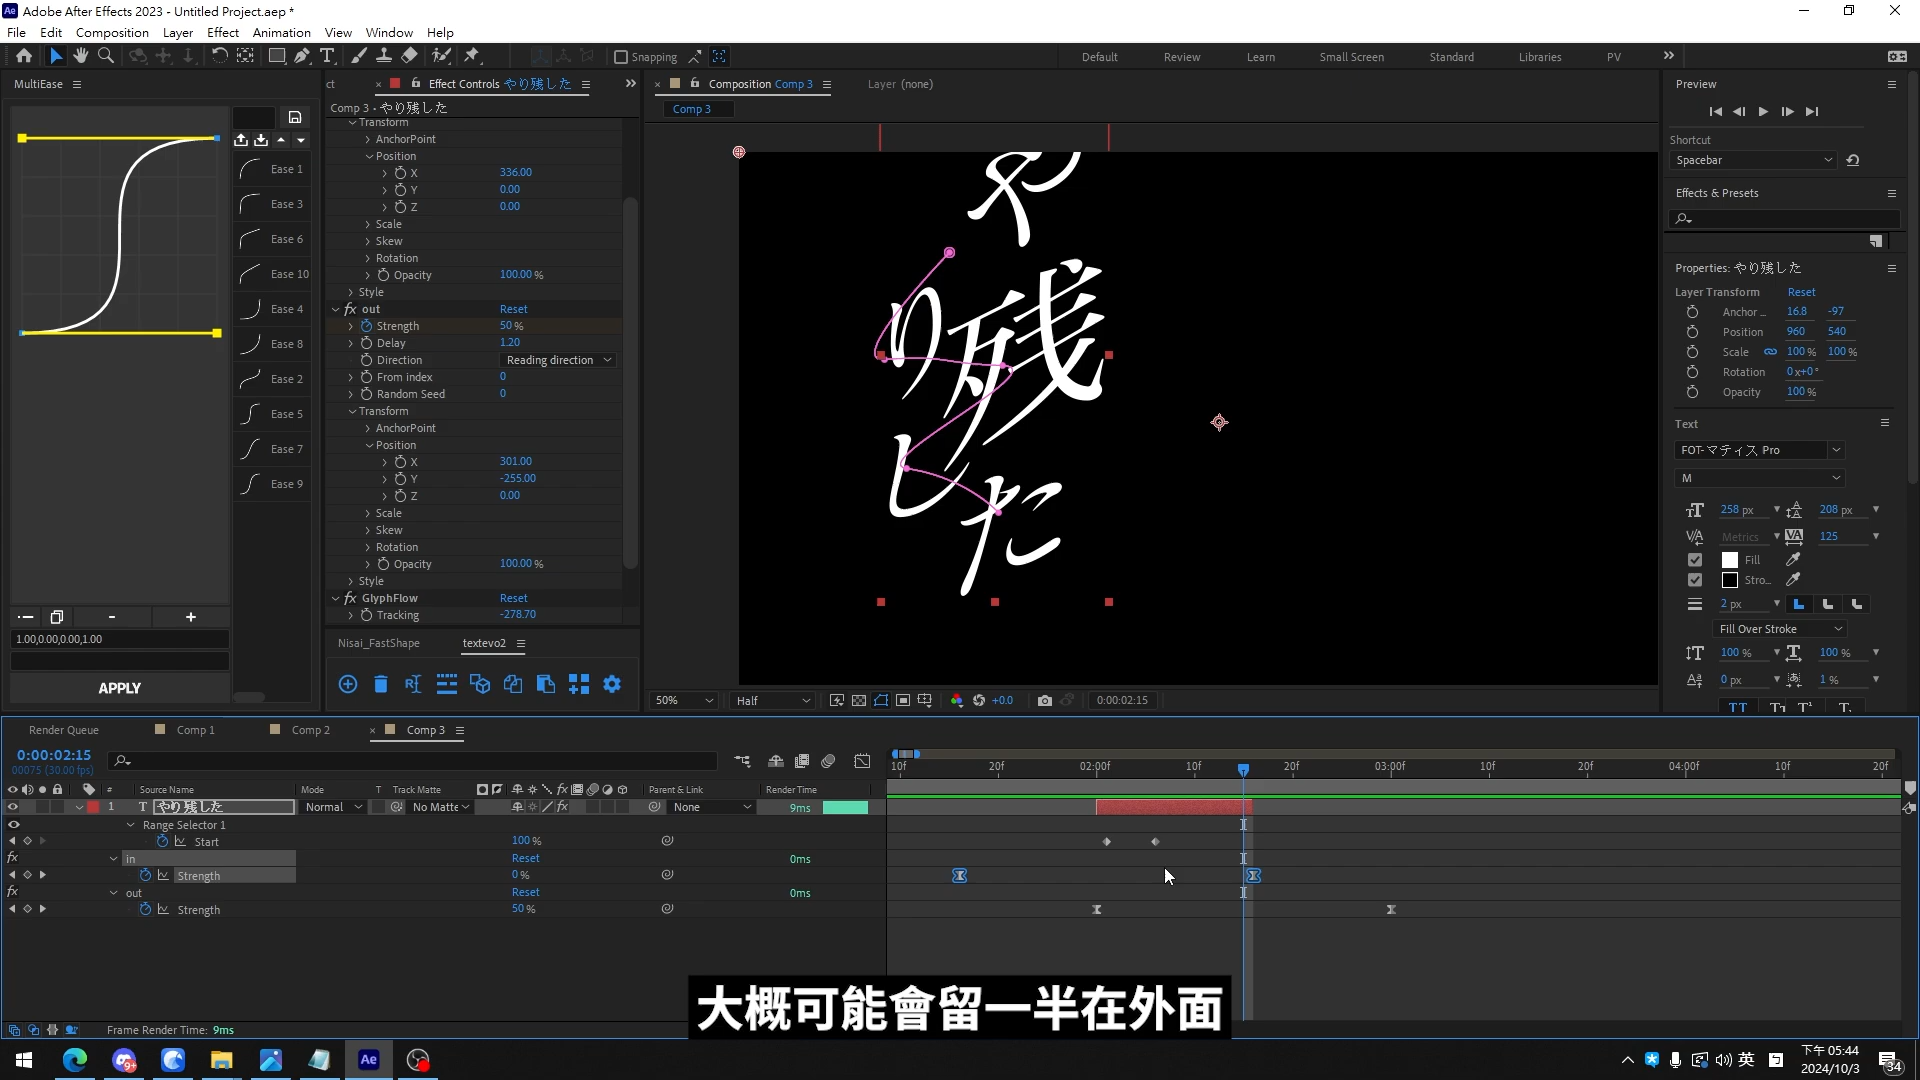 Adobe After Effects 2023 - Untitled Project.aep *
File Edit Composition Layer Effect Animation View Window Help
Snapping Default Review Learn Small Screen Standard Libraries PV
MultiEase
Ease 1
Ease 3
Ease 6
Ease 10
Ease 4
Ease 8
Ease 2
Ease 5
Ease 7
Ease 9
1.00,0.00,0.00,1.00
APPLY
ct Effect Controls やり残した
Comp 3 • やり残した
Transform
AnchorPoint
Position
X 336.00
Y 0.00
Z 0.00
Scale
Skew
Rotation
Opacity 100.00 %
Style
fx out Reset
Strength 50 %
Delay 1.20
Direction Reading direction
From index 0
Random Seed 0
Transform
AnchorPoint
Position
X 301.00
Y -255.00
Z 0.00
Scale
Skew
Rotation
Opacity 100.00 %
Style
fx GlyphFlow Reset
Tracking -278.70
Nisai_FastShape textevo2
Composition Comp 3 Layer (none)
Comp 3
やり残した
50% Half +0.0 0:00:02:15
Preview
Shortcut
Spacebar
Effects & Presets
Properties: やり残した
Layer Transform Reset
Anchor ... 16.8 -97
Position 960 540
Scale 100 % 100 %
Rotation 0x+0°
Opacity 100 %
Text
FOT-マティス Pro
M
258 px 208 px
Metrics 125
Fill
Stro...
2 px
Fill Over Stroke
100 % 100 %
0 px 1 %
Render Queue Comp 1 Comp 2 Comp 3
0:00:02:15
00075 (30.00 fps)
# Source Name Mode T Track Matte Parent & Link Render Time
1 T やり残した Normal No Matte None 9ms
Range Selector 1
Start 100 %
fx in Reset 0ms
Strength 0 %
fx out Reset 0ms
Strength 50 %
10f 20f 02:00f 10f 20f 03:00f 10f 20f 04:00f 10f 20f
大概可能會留一半在外面
Frame Render Time: 9ms
9+
Ae
英
下午 05:44
2024/10/3
34